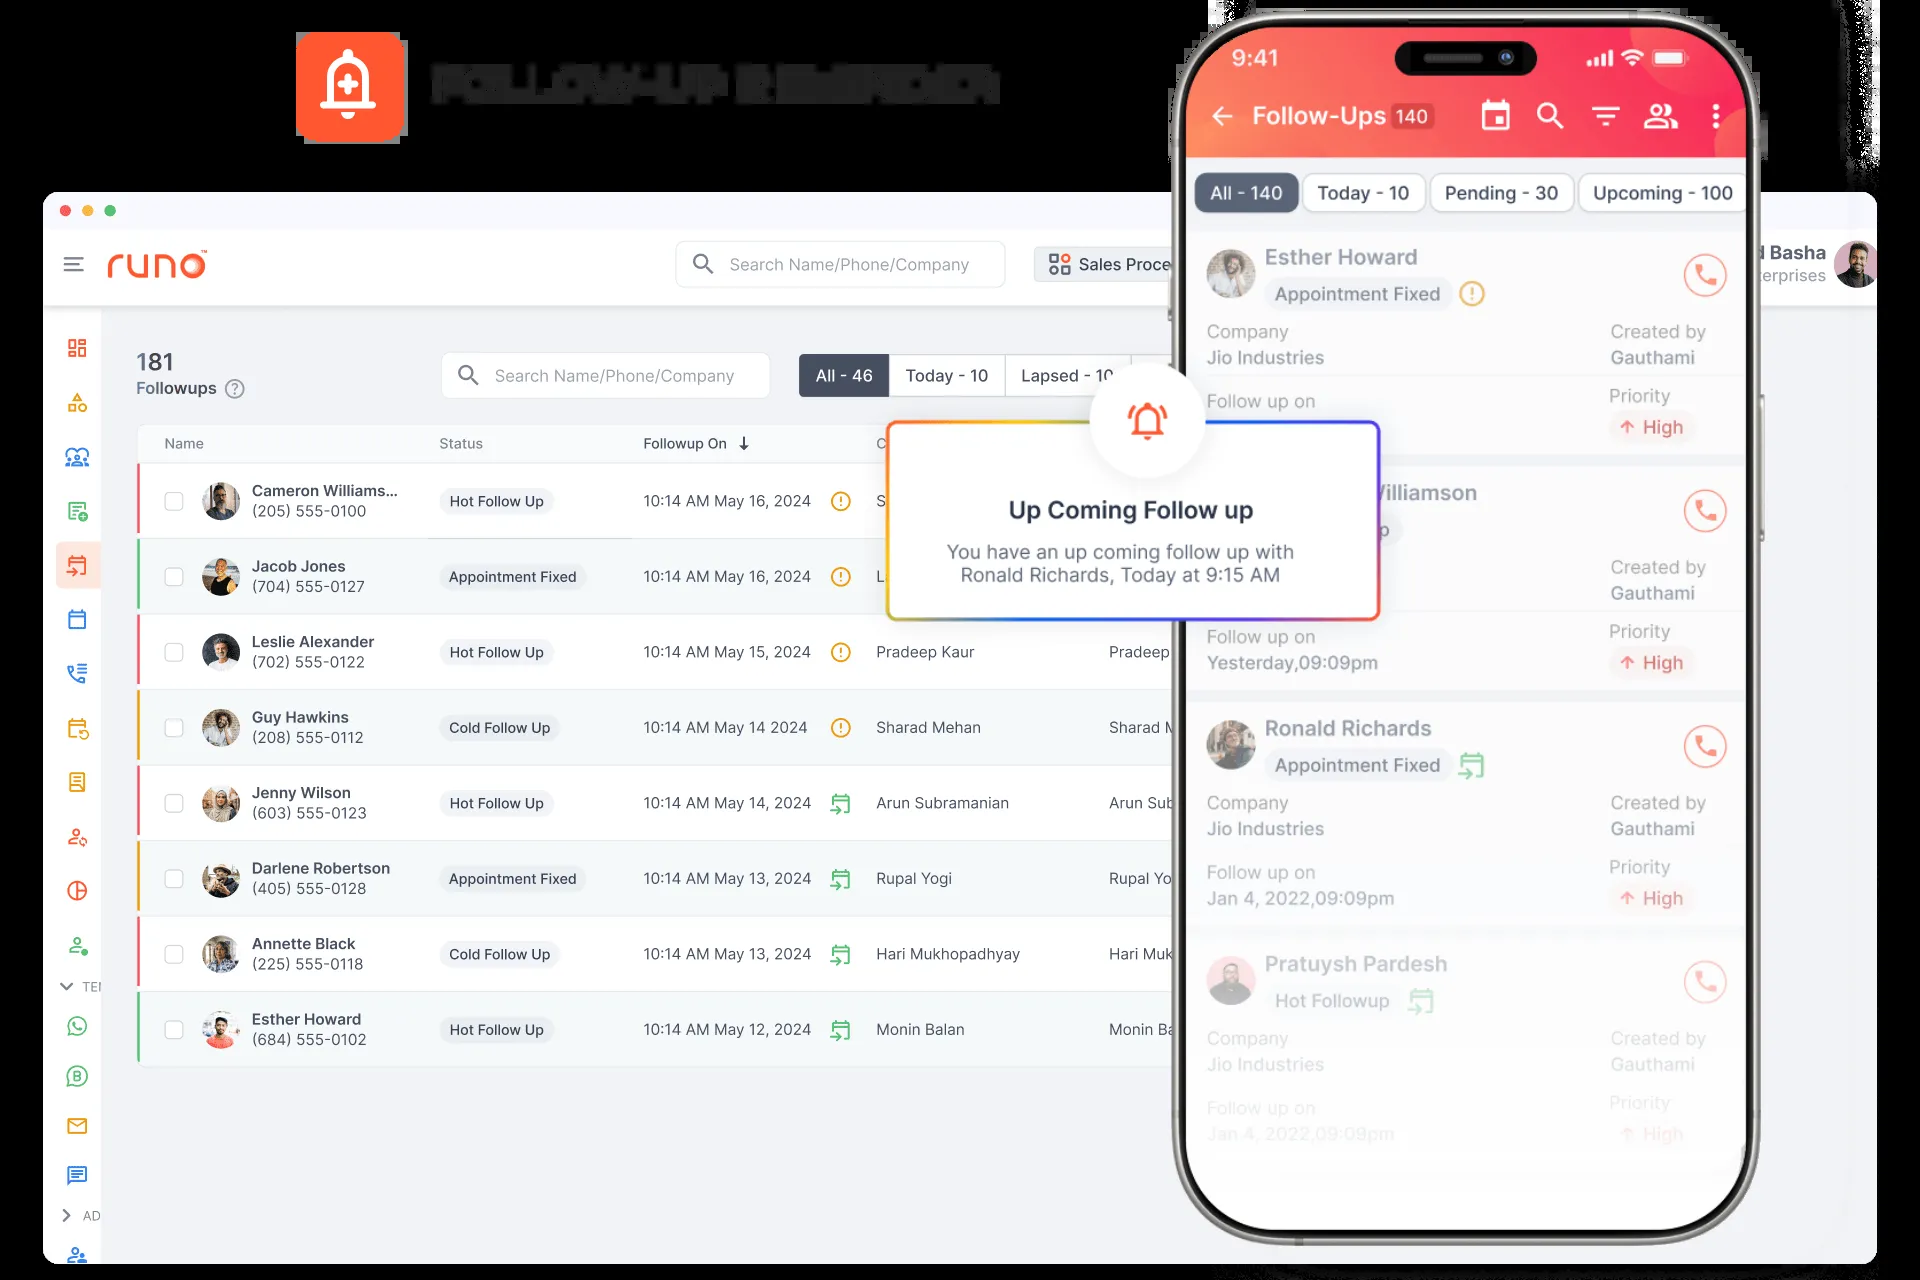 FOLLOW-UP REMINDER
runo™
Search Name/Phone/Company
Sales Proce
d Basha
erprises
181
Followups ?
Search Name/Phone/Company
All - 46
Today - 10
Lapsed - 10
Name
Status
Followup On ↓
C
Cameron Williams...
(205) 555-0100
Hot Follow Up
10:14 AM May 16, 2024
S
Jacob Jones
(704) 555-0127
Appointment Fixed
10:14 AM May 16, 2024
L
Leslie Alexander
(702) 555-0122
Hot Follow Up
10:14 AM May 15, 2024
Pradeep Kaur
Pradeep
Guy Hawkins
(208) 555-0112
Cold Follow Up
10:14 AM May 14 2024
Sharad Mehan
Sharad M
Jenny Wilson
(603) 555-0123
Hot Follow Up
10:14 AM May 14, 2024
Arun Subramanian
Arun Sub
Darlene Robertson
(405) 555-0128
Appointment Fixed
10:14 AM May 13, 2024
Rupal Yogi
Rupal Yo
Annette Black
(225) 555-0118
Cold Follow Up
10:14 AM May 13, 2024
Hari Mukhopadhyay
Hari Muk
Esther Howard
(684) 555-0102
Hot Follow Up
10:14 AM May 12, 2024
Monin Balan
Monin Ba
TEM
AD
Up Coming Follow up
You have an up coming follow up with
Ronald Richards, Today at 9:15 AM
9:41
Follow-Ups 140
All - 140
Today - 10
Pending - 30
Upcoming - 100
Esther Howard
Appointment Fixed
Company
Jio Industries
Created by
Gauthami
Follow up on
Priority
↑ High
Williamson
p
Created by
Gauthami
Follow up on
Yesterday,09:09pm
Priority
↑ High
Ronald Richards
Appointment Fixed
Company
Jio Industries
Created by
Gauthami
Follow up on
Jan 4, 2022,09:09pm
Priority
↑ High
Pratuysh Pardesh
Hot Followup
Company
Jio Industries
Created by
Gauthami
Follow up on
Jan 4, 2022,09:09pm
Priority
↑ High